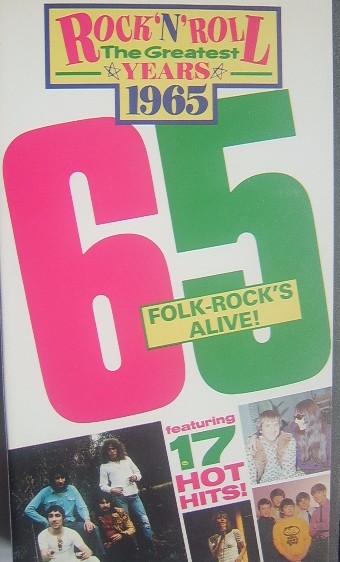 ROCK'N'ROLL
The Greatest
YEARS
1965
65
FOLK-ROCK'S
ALIVE!
featuring
17
HOT
HITS!